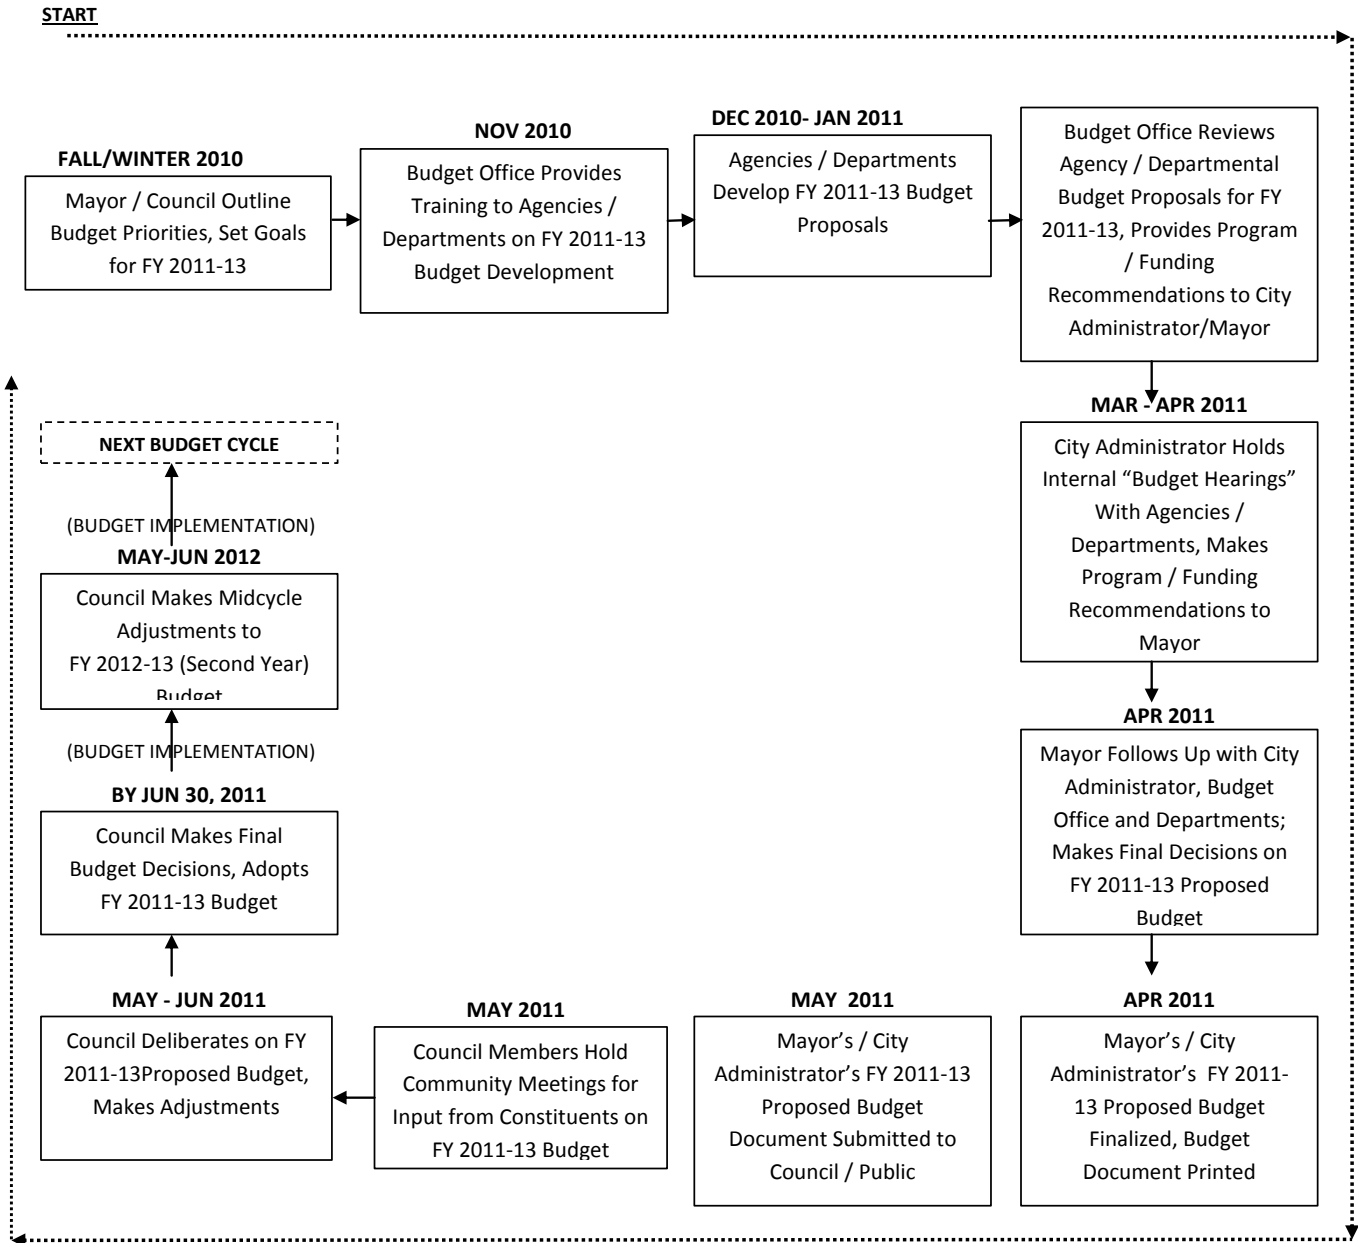 START
FALL/WINTER 2010
Mayor / Council Outline
Budget Priorities, Set Goals
for FY 2011-13
NOV 2010
Budget Office Provides
Training to Agencies /
Departments on FY 2011-13
Budget Development
DEC 2010- JAN 2011
Agencies / Departments
Develop FY 2011-13 Budget
Proposals
Budget Office Reviews
Agency / Departmental
Budget Proposals for FY
2011-13, Provides Program
/ Funding
Recommendations to City
Administrator/Mayor
MAR - APR 2011
City Administrator Holds
Internal “Budget Hearings”
With Agencies /
Departments, Makes
Program / Funding
Recommendations to
Mayor
APR 2011
Mayor Follows Up with City
Administrator, Budget
Office and Departments;
Makes Final Decisions on
FY 2011-13 Proposed
Budget
APR 2011
Mayor’s / City
Administrator’s FY 2011-
13 Proposed Budget
Finalized, Budget
Document Printed
MAY 2011
Mayor’s / City
Administrator’s FY 2011-13
Proposed Budget
Document Submitted to
Council / Public
MAY 2011
Council Members Hold
Community Meetings for
Input from Constituents on
FY 2011-13 Budget
MAY - JUN 2011
Council Deliberates on FY
2011-13Proposed Budget,
Makes Adjustments
BY JUN 30, 2011
Council Makes Final
Budget Decisions, Adopts
FY 2011-13 Budget
(BUDGET IMPLEMENTATION)
MAY-JUN 2012
Council Makes Midcycle
Adjustments to
FY 2012-13 (Second Year)
Budget
(BUDGET IMPLEMENTATION)
NEXT BUDGET CYCLE